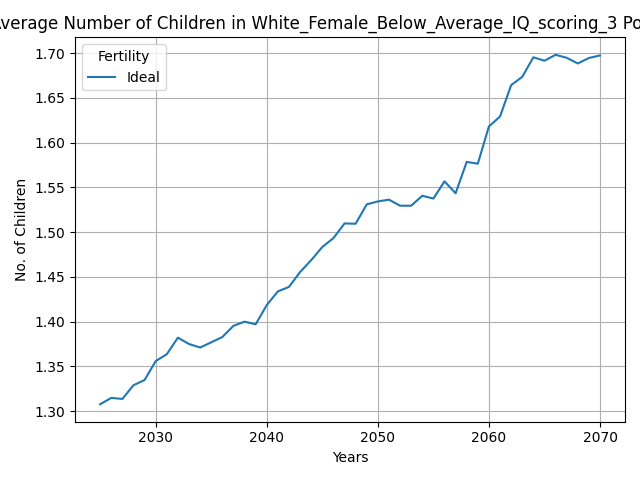 Average Number of Children in White_Female_Below_Average_IQ_scoring_3 Po
Fertility
Ideal
No. of Children
1.70
1.65
1.60
1.55
1.50
1.45
1.40
1.35
1.30
2030 2040 2050 2060 2070
Years